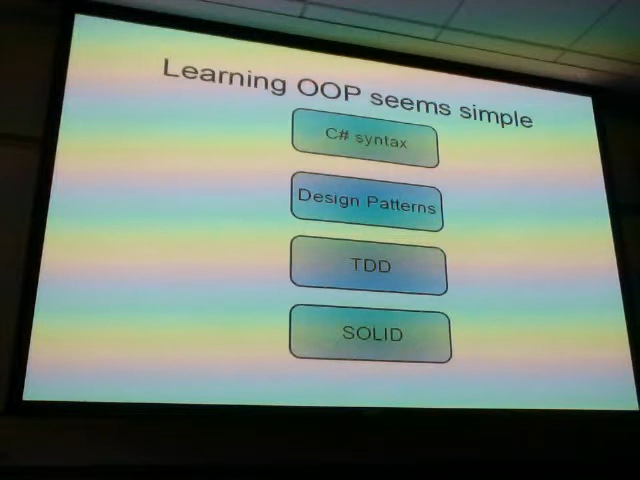 Learning OOP seems simple
C# syntax
Design Patterns
TDD
SOLID